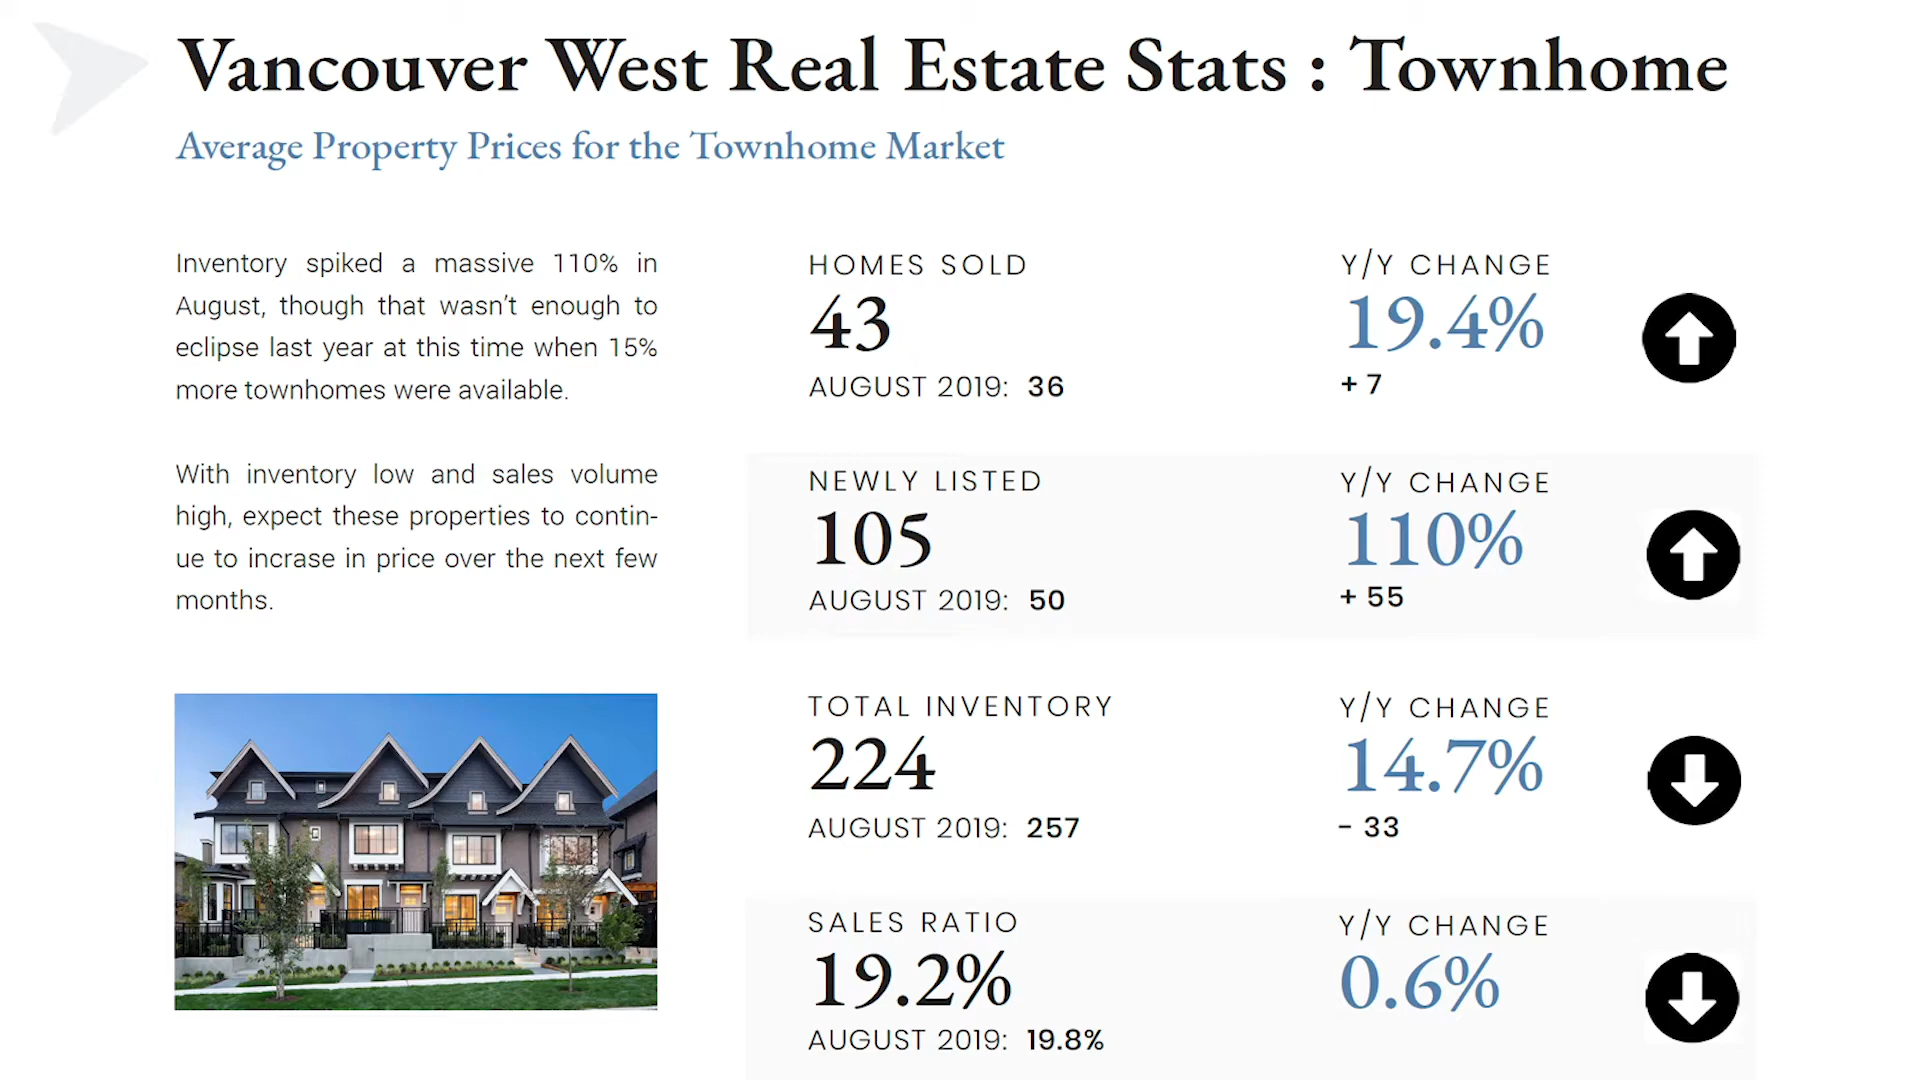 Vancouver West Real Estate Stats : Townhome
Average Property Prices for the Townhome Market
Inventory spiked a massive 110% in
August, though that wasn't enough to
eclipse last year at this time when 15%
more townhomes were available.
With inventory low and sales volume
high, expect these properties to contin-
ue to incrase in price over the next few
months.
HOMES SOLD
43
AUGUST 2019: 36
Y/Y CHANGE
19.4%
+ 7
NEWLY LISTED
105
AUGUST 2019: 50
Y/Y CHANGE
110%
+ 55
TOTAL INVENTORY
224
AUGUST 2019: 257
Y/Y CHANGE
14.7%
- 33
SALES RATIO
19.2%
AUGUST 2019: 19.8%
Y/Y CHANGE
0.6%